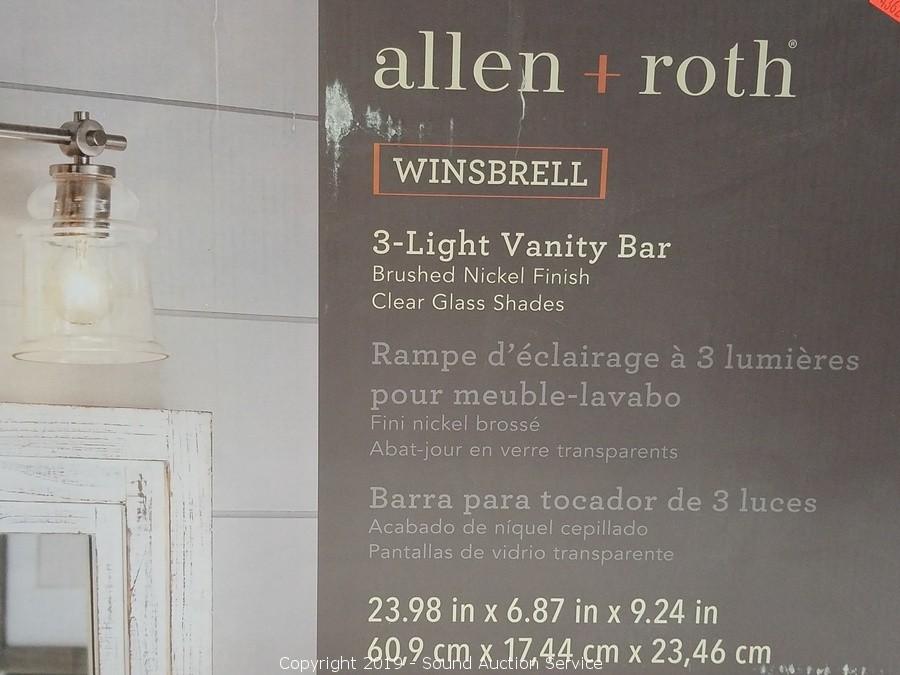 allen + roth®
WINSBRELL
3-Light Vanity Bar
Brushed Nickel Finish
Clear Glass Shades
Rampe d'éclairage à 3 lumières
pour meuble-lavabo
Fini nickel brossé
Abat-jour en verre transparents
Barra para tocador de 3 luces
Acabado de níquel cepillado
Pantallas de vidrio transparente
23.98 in x 6.87 in x 9.24 in
60,9 cm x 17,44 cm x 23,46 cm
Copyright 2019 - Sound Auction Service